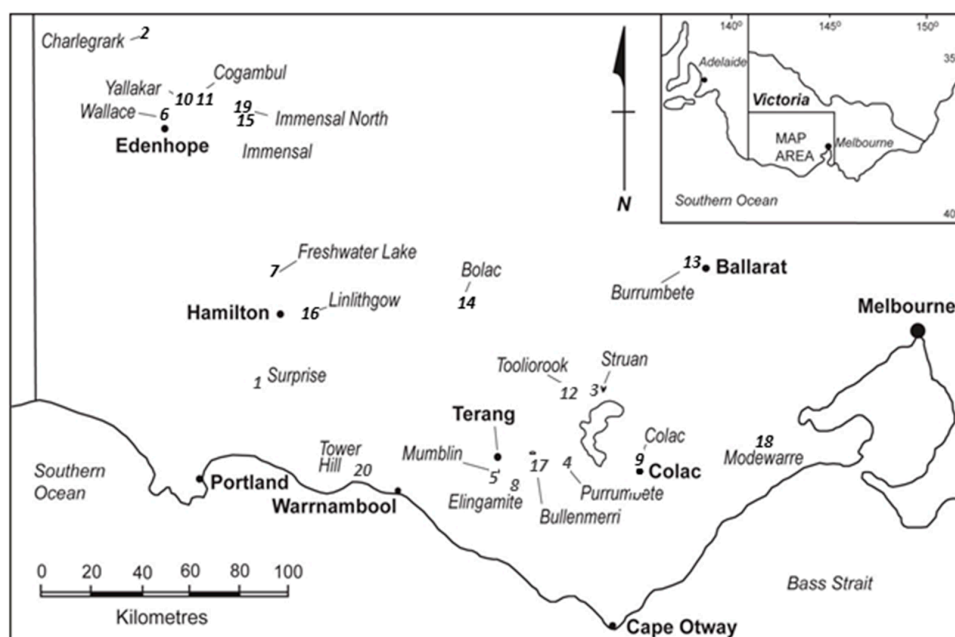 Charlegrark 2
140°
145°
150°
35°
Adelaide
Victoria
MAP
AREA
Melbourne
Southern Ocean
40°
N
Cogambul
Yallakar 10 11
Wallace 6
19 Immensal North
15
Edenhope
Immensal
Freshwater Lake
7
Bolac
14
13 Ballarat
Burrumbete
Hamilton 16 Linlithgow
Melbourne
1 Surprise
Tooliorook
12
Struan
3
Terang
Colac
9
Colac
18
Modewarre
Tower
Hill 20
Mumblin
5
8
Elingamite
17
Bullenmerri
4
Purrumbete
Southern
Ocean
Portland
Warrnambool
0 20 40 60 80 100
Kilometres
Bass Strait
Cape Otway